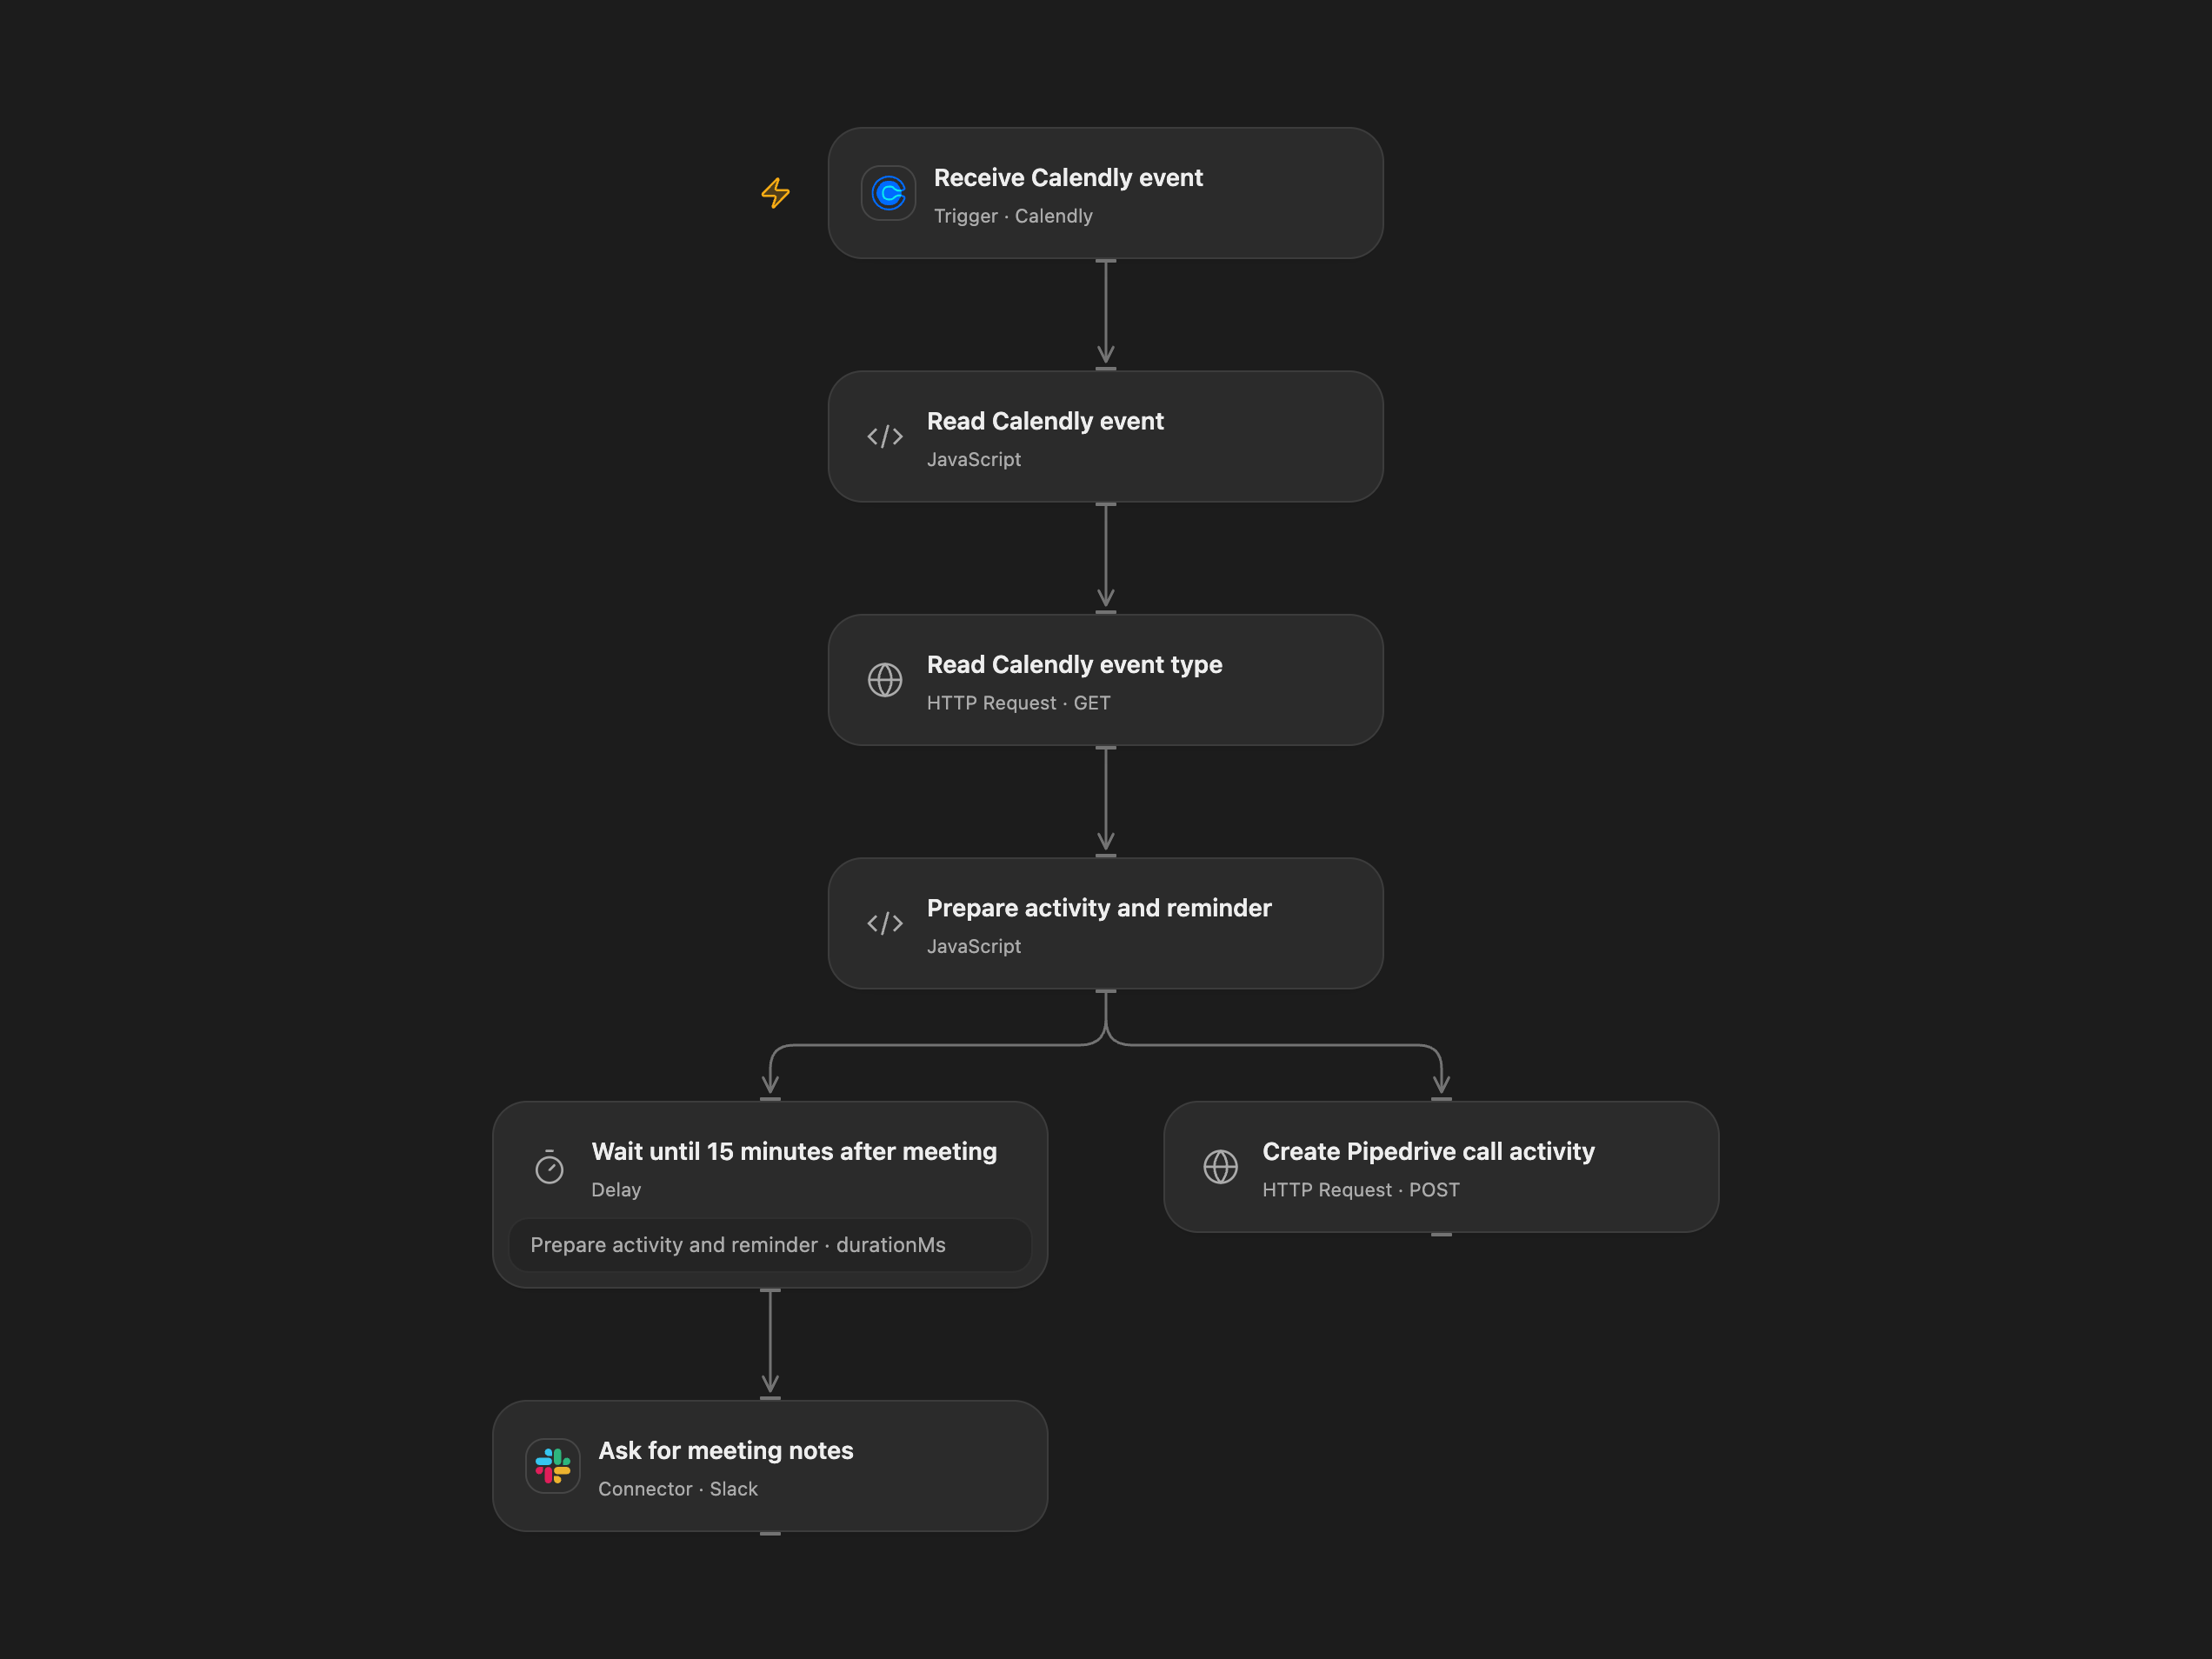 Receive Calendly event
Trigger · Calendly
Read Calendly event
JavaScript
Read Calendly event type
HTTP Request · GET
Prepare activity and reminder
JavaScript
Wait until 15 minutes after meeting
Delay
Prepare activity and reminder · durationMs
Create Pipedrive call activity
HTTP Request · POST
Ask for meeting notes
Connector · Slack